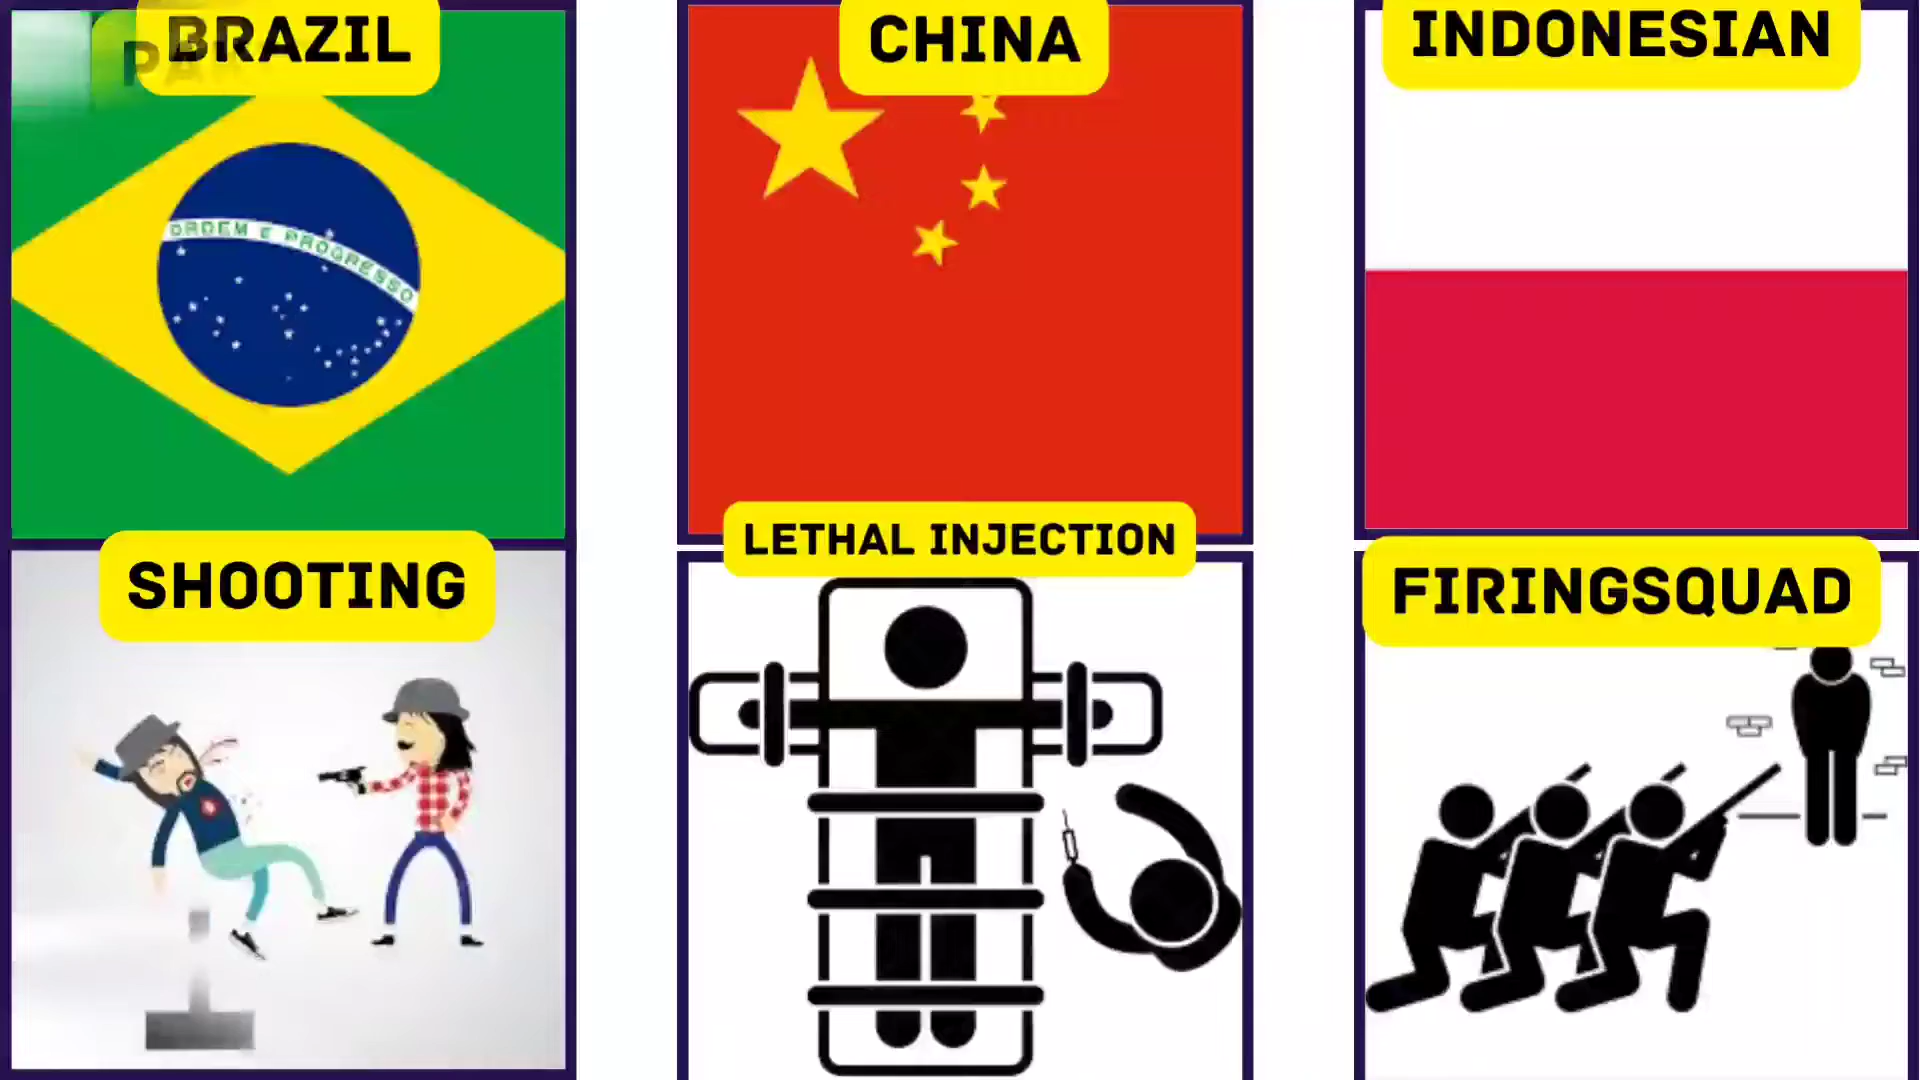 BRAZIL
CHINA
INDONESIAN
ORDEM E PROGRESSO
SHOOTING
LETHAL INJECTION
FIRINGSQUAD